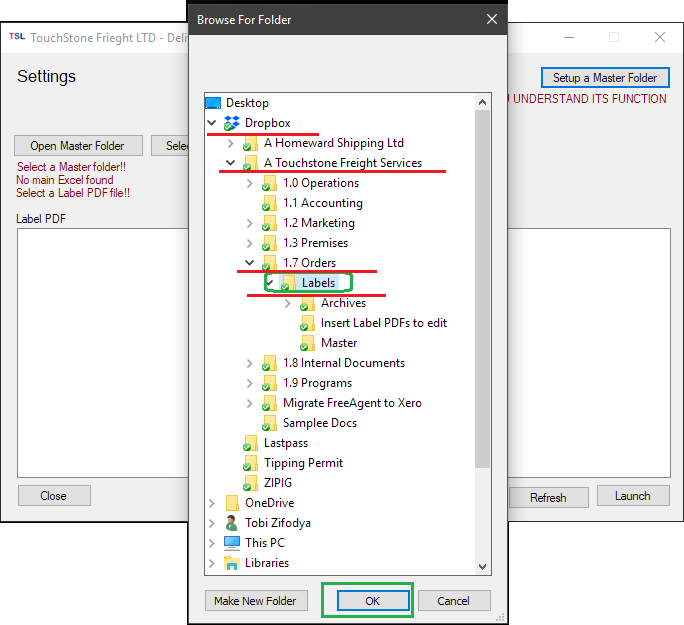 Browse For Folder
TSL TouchStone Frieght LTD - Deli
Settings
Setup a Master Folder
UNDERSTAND ITS FUNCTION
Open Master Folder
Sele
Select a Master folder!!
No main Excel found
Select a Label PDF file!!
Label PDF
Desktop
Dropbox
A Homeward Shipping Ltd
A Touchstone Freight Services
1.0 Operations
1.1 Accounting
1.2 Marketing
1.3 Premises
1.7 Orders
Labels
Archives
Insert Label PDFs to edit
Master
1.8 Internal Documents
1.9 Programs
Migrate FreeAgent to Xero
Samplee Docs
Lastpass
Tipping Permit
ZIPIG
OneDrive
Tobi Zifodya
This PC
Libraries
Close
Refresh
Launch
Make New Folder
OK
Cancel